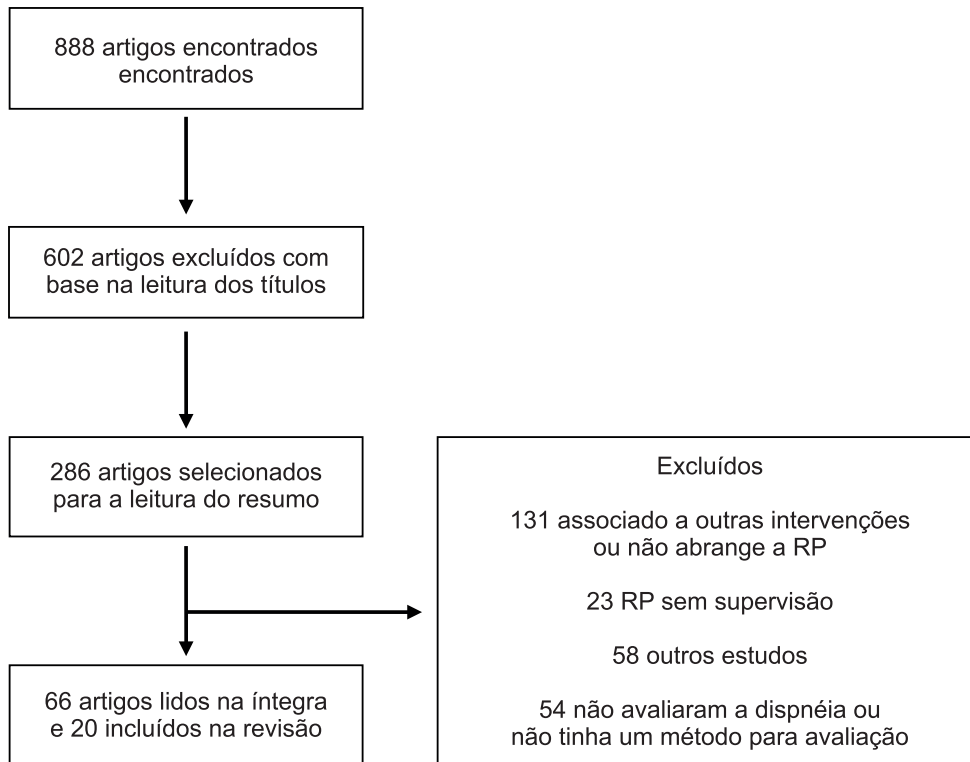 888 artigos encontrados
encontrados
602 artigos excluídos com
base na leitura dos títulos
286 artigos selecionados
para a leitura do resumo
Excluídos
131 associado a outras intervenções
ou não abrange a RP
23 RP sem supervisão
58 outros estudos
54 não avaliaram a dispnéia ou
não tinha um método para avaliação
66 artigos lidos na íntegra
e 20 incluídos na revisão